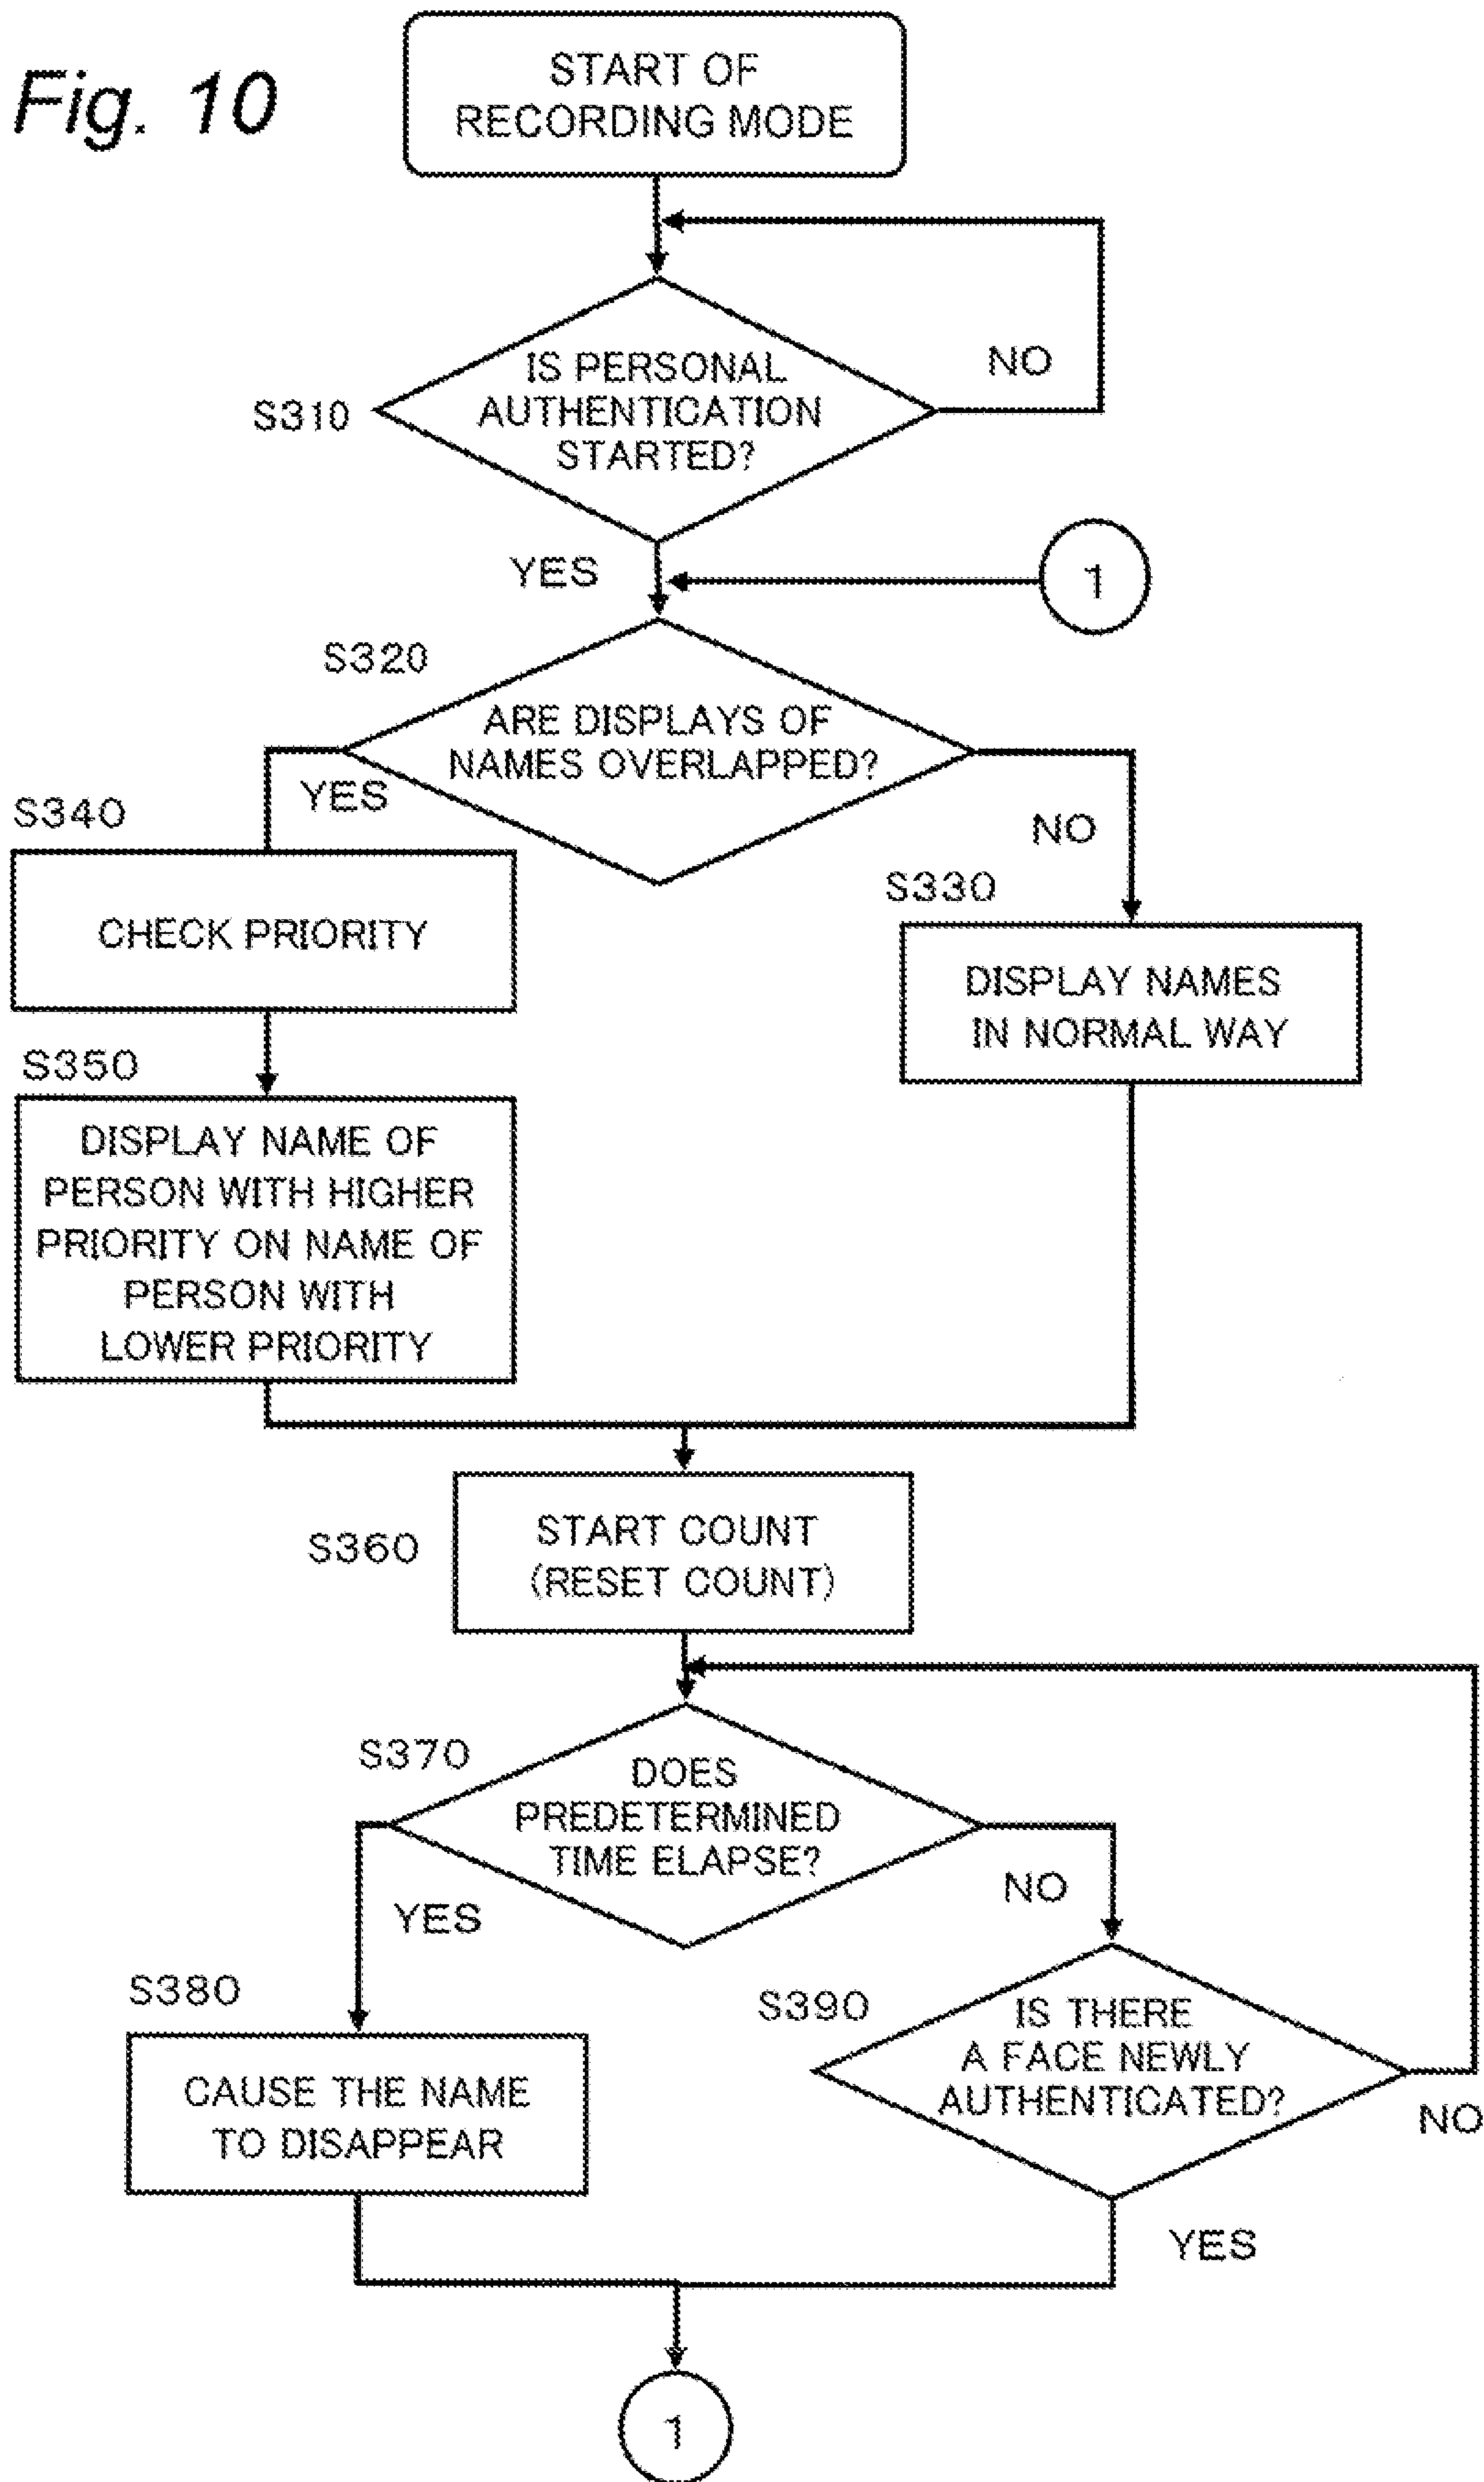 Fig. 10
START OF
RECORDING MODE
IS PERSONAL
AUTHENTICATION
STARTED?
NO
S310
YES
1
S320
ARE DISPLAYS OF
NAMES OVERLAPPED?
YES
NO
S340
CHECK PRIORITY
S330
DISPLAY NAMES
IN NORMAL WAY
S350
DISPLAY NAME OF
PERSON WITH HIGHER
PRIORITY ON NAME OF
PERSON WITH
LOWER PRIORITY
S360
START COUNT
(RESET COUNT)
S370
DOES
PREDETERMINED
TIME ELAPSE?
YES
NO
S380
CAUSE THE NAME
TO DISAPPEAR
S390
IS THERE
A FACE NEWLY
AUTHENTICATED?
NO
YES
1